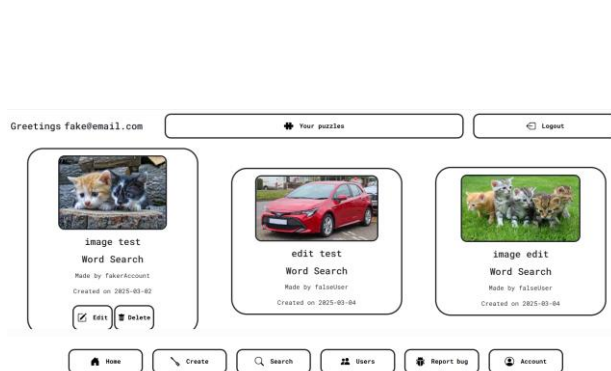 Greetings fake@email.com
Your puzzles
Logout
image test
Word Search
Made by fakerAccount
Created on 2025-03-02
Edit
Delete
edit test
Word Search
Made by falseUser
Created on 2025-03-04
image edit
Word Search
Made by falseUser
Created on 2025-03-04
Home
Create
Search
Users
Report bug
Account